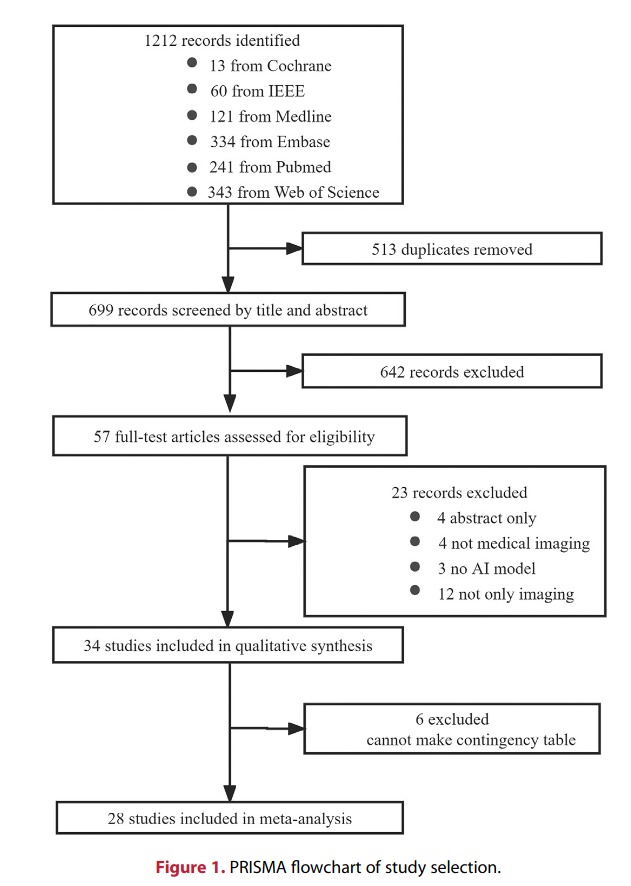 1212 records identified
● 13 from Cochrane
● 60 from IEEE
● 121 from Medline
● 334 from Embase
● 241 from Pubmed
● 343 from Web of Science
513 duplicates removed
699 records screened by title and abstract
642 records excluded
57 full-test articles assessed for eligibility
23 records excluded
● 4 abstract only
● 4 not medical imaging
● 3 no AI model
● 12 not only imaging
34 studies included in qualitative synthesis
6 excluded
cannot make contingency table
28 studies included in meta-analysis
Figure 1. PRISMA flowchart of study selection.